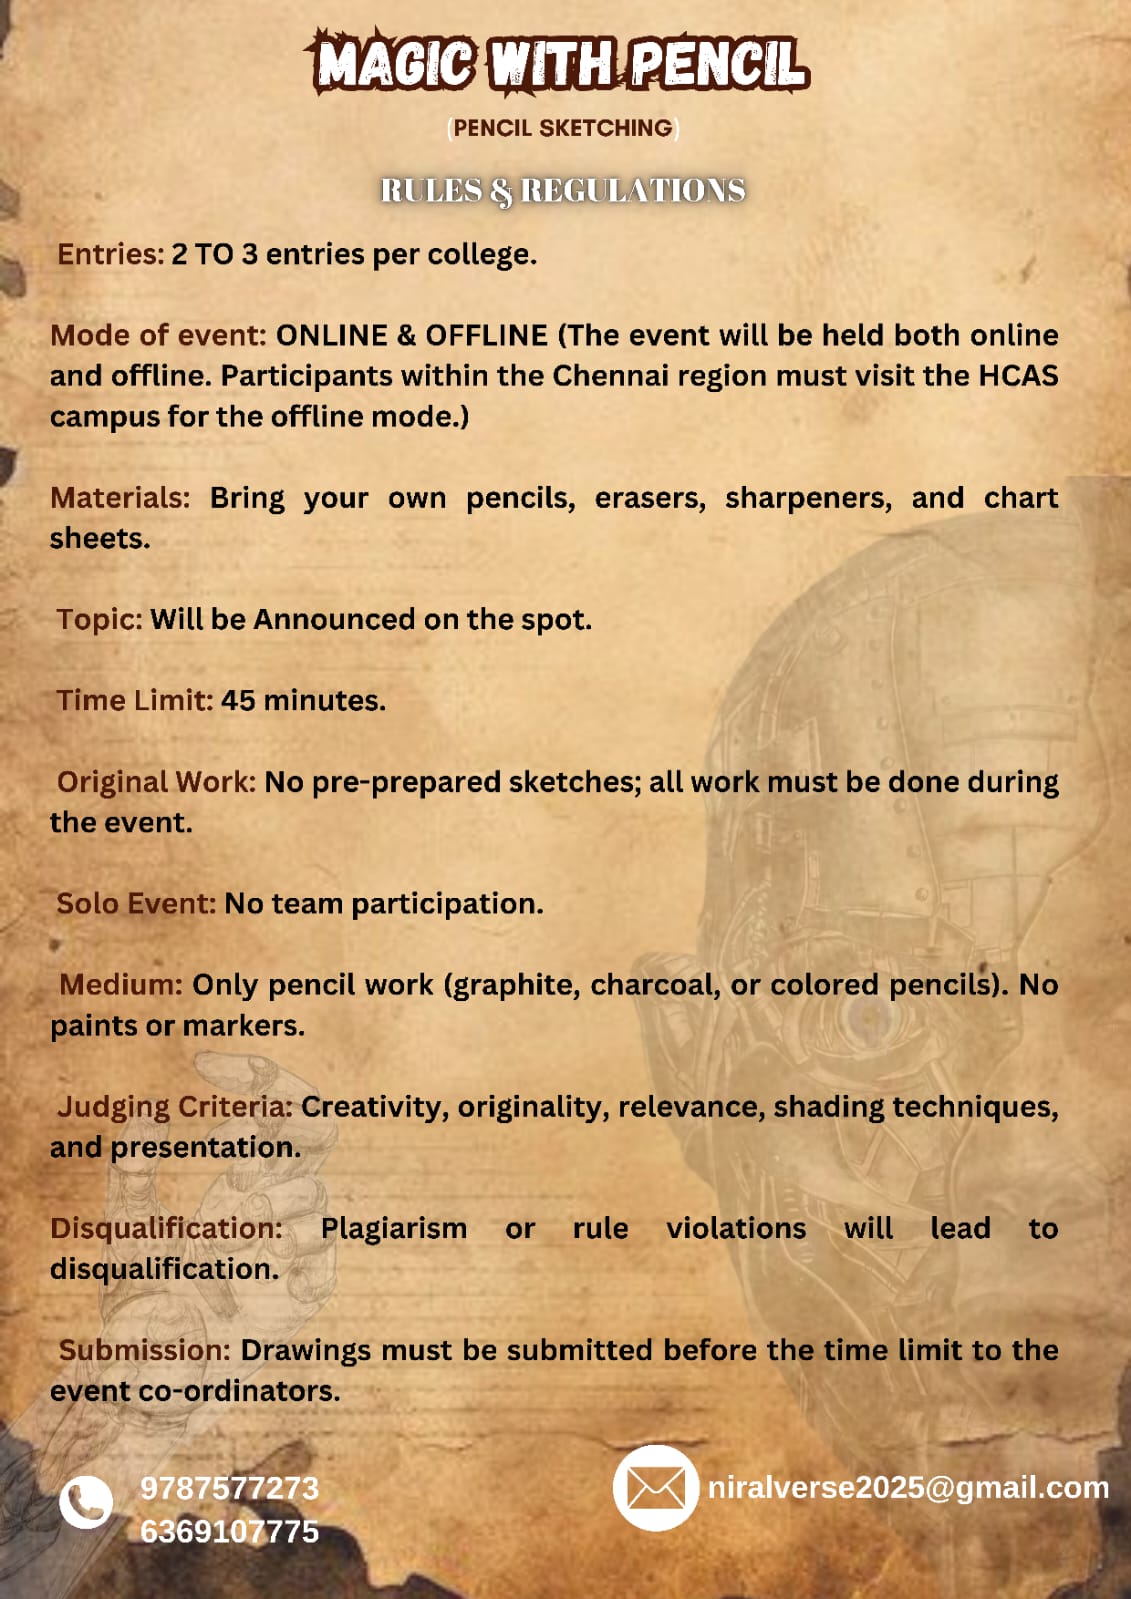 MAGIC WITH PENCIL
(PENCIL SKETCHING)
RULES & REGULATIONS
Entries: 2 TO 3 entries per college.
Mode of event: ONLINE & OFFLINE (The event will be held both online
and offline. Participants within the Chennai region must visit the HCAS
campus for the offline mode.)
Materials: Bring your own pencils, erasers, sharpeners, and chart
sheets.
Topic: Will be Announced on the spot.
Time Limit: 45 minutes.
Original Work: No pre-prepared sketches; all work must be done during
the event.
Solo Event: No team participation.
Medium: Only pencil work (graphite, charcoal, or colored pencils). No
paints or markers.
Judging Criteria: Creativity, originality, relevance, shading techniques,
and presentation.
Disqualification: Plagiarism or rule violations will lead to
disqualification.
Submission: Drawings must be submitted before the time limit to the
event co-ordinators.
9787577273
6369107775
niralverse2025@gmail.com